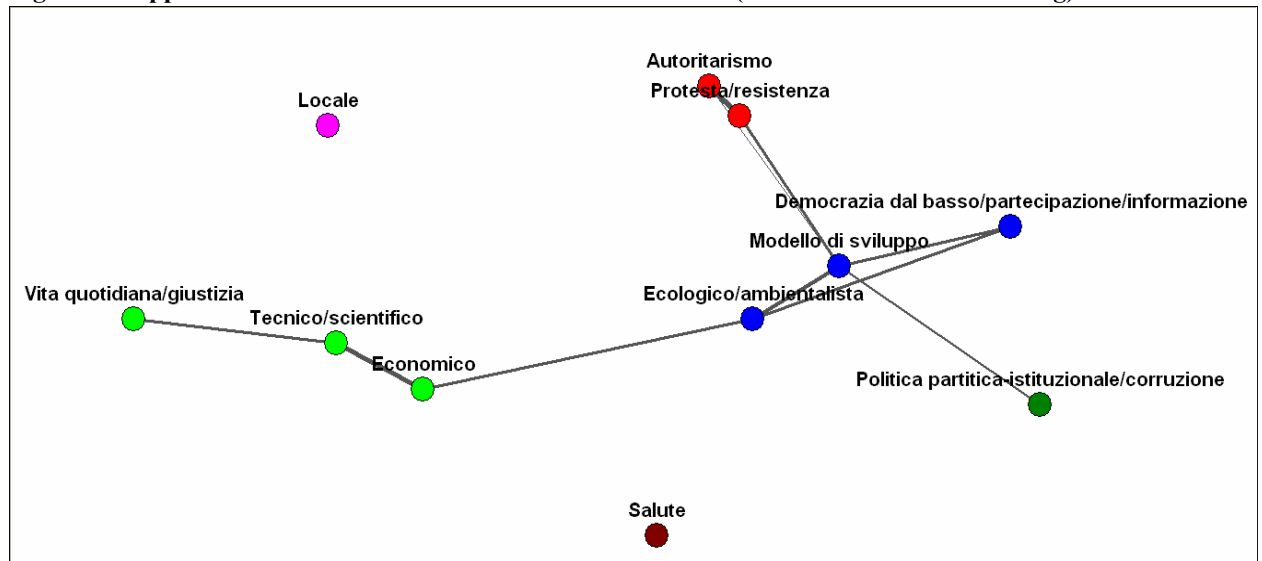 Autoritarismo
Protesta/resistenza
Locale
Democrazia dal basso/partecipazione/informazione
Modello di sviluppo
Vita quotidiana/giustizia
Ecologico/ambientalista
Tecnico/scientifico
Economico
Politica partitica-istituzionale/corruzione
Salute